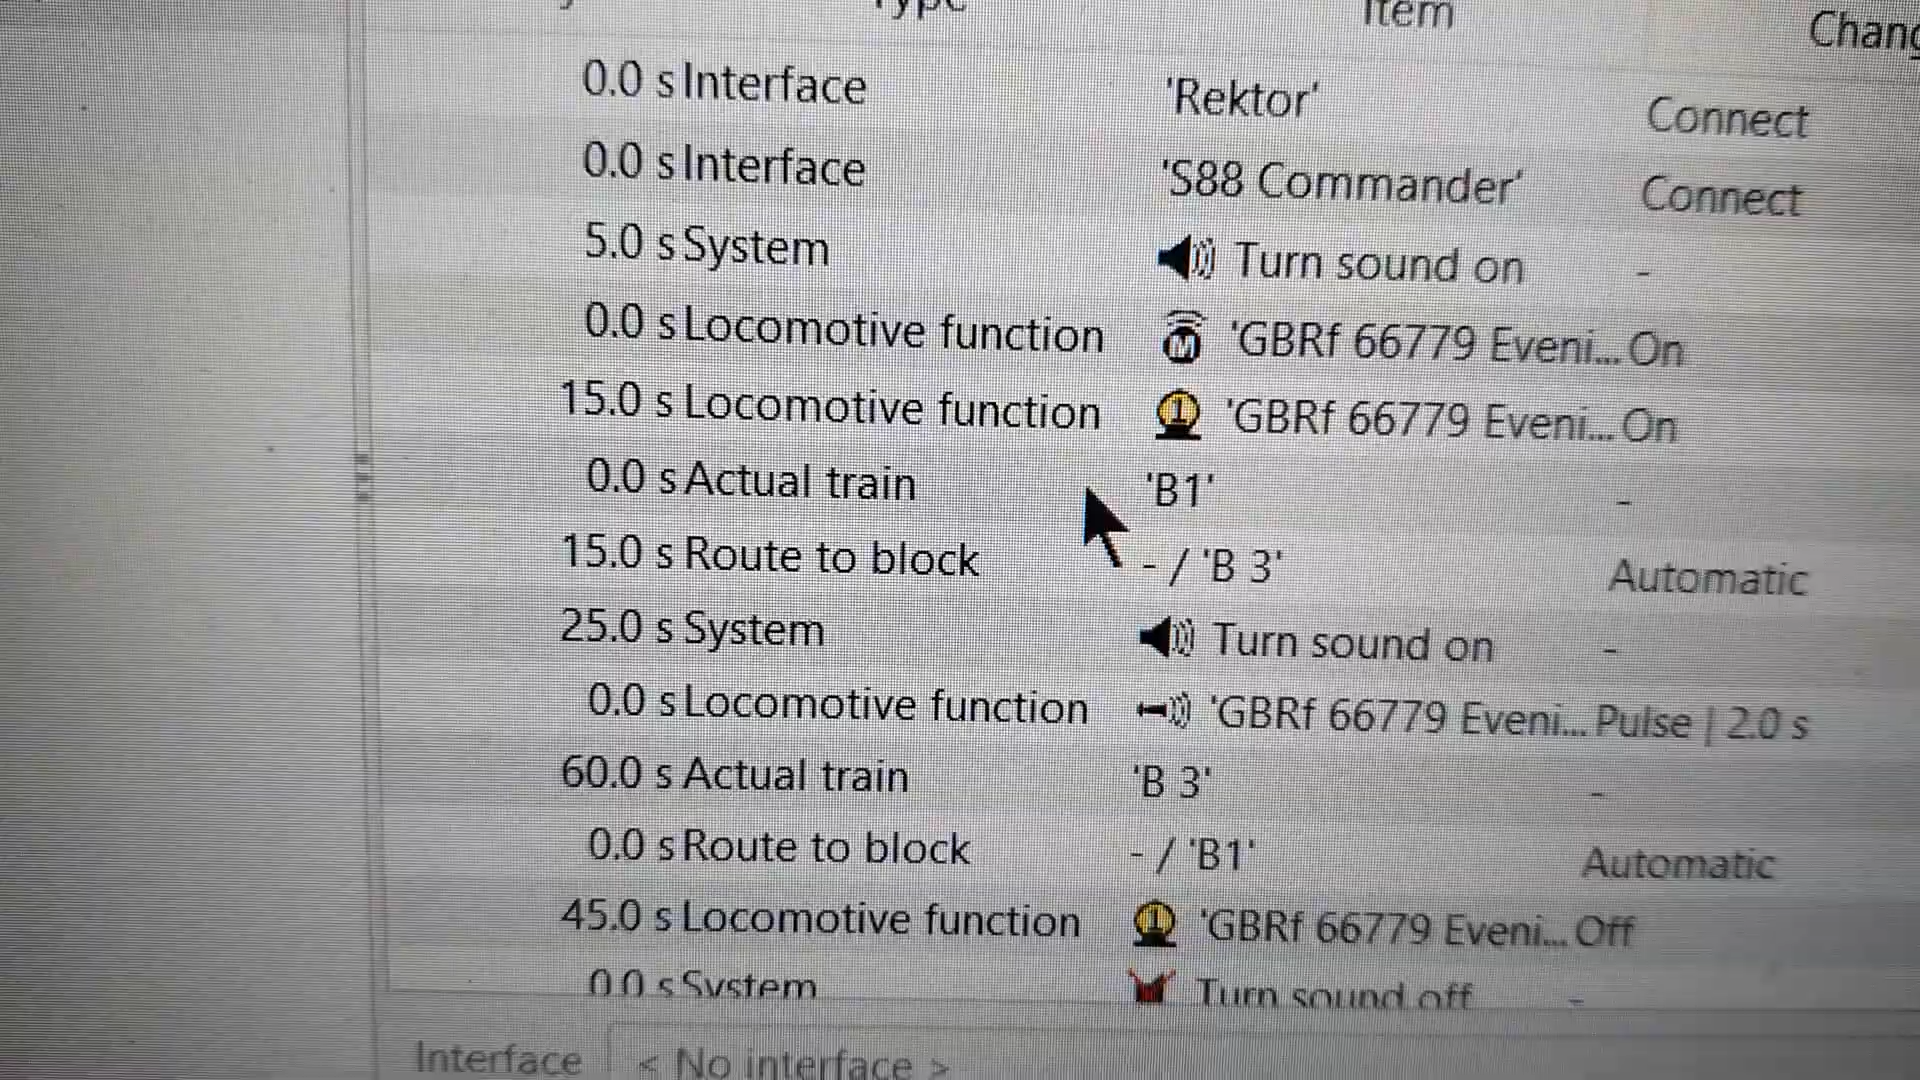 Type Item Chang
0.0 s Interface 'Rektor' Connect
0.0 s Interface 'S88 Commander' Connect
5.0 s System Turn sound on -
0.0 s Locomotive function 'GBRf 66779 Eveni... On
15.0 s Locomotive function 'GBRf 66779 Eveni... On
0.0 s Actual train 'B1' -
15.0 s Route to block - / 'B 3' Automatic
25.0 s System Turn sound on -
0.0 s Locomotive function 'GBRf 66779 Eveni... Pulse | 2.0 s
60.0 s Actual train 'B 3' -
0.0 s Route to block - / 'B1' Automatic
45.0 s Locomotive function 'GBRf 66779 Eveni... Off
0.0 s System Turn sound off -
Interface < No interface >